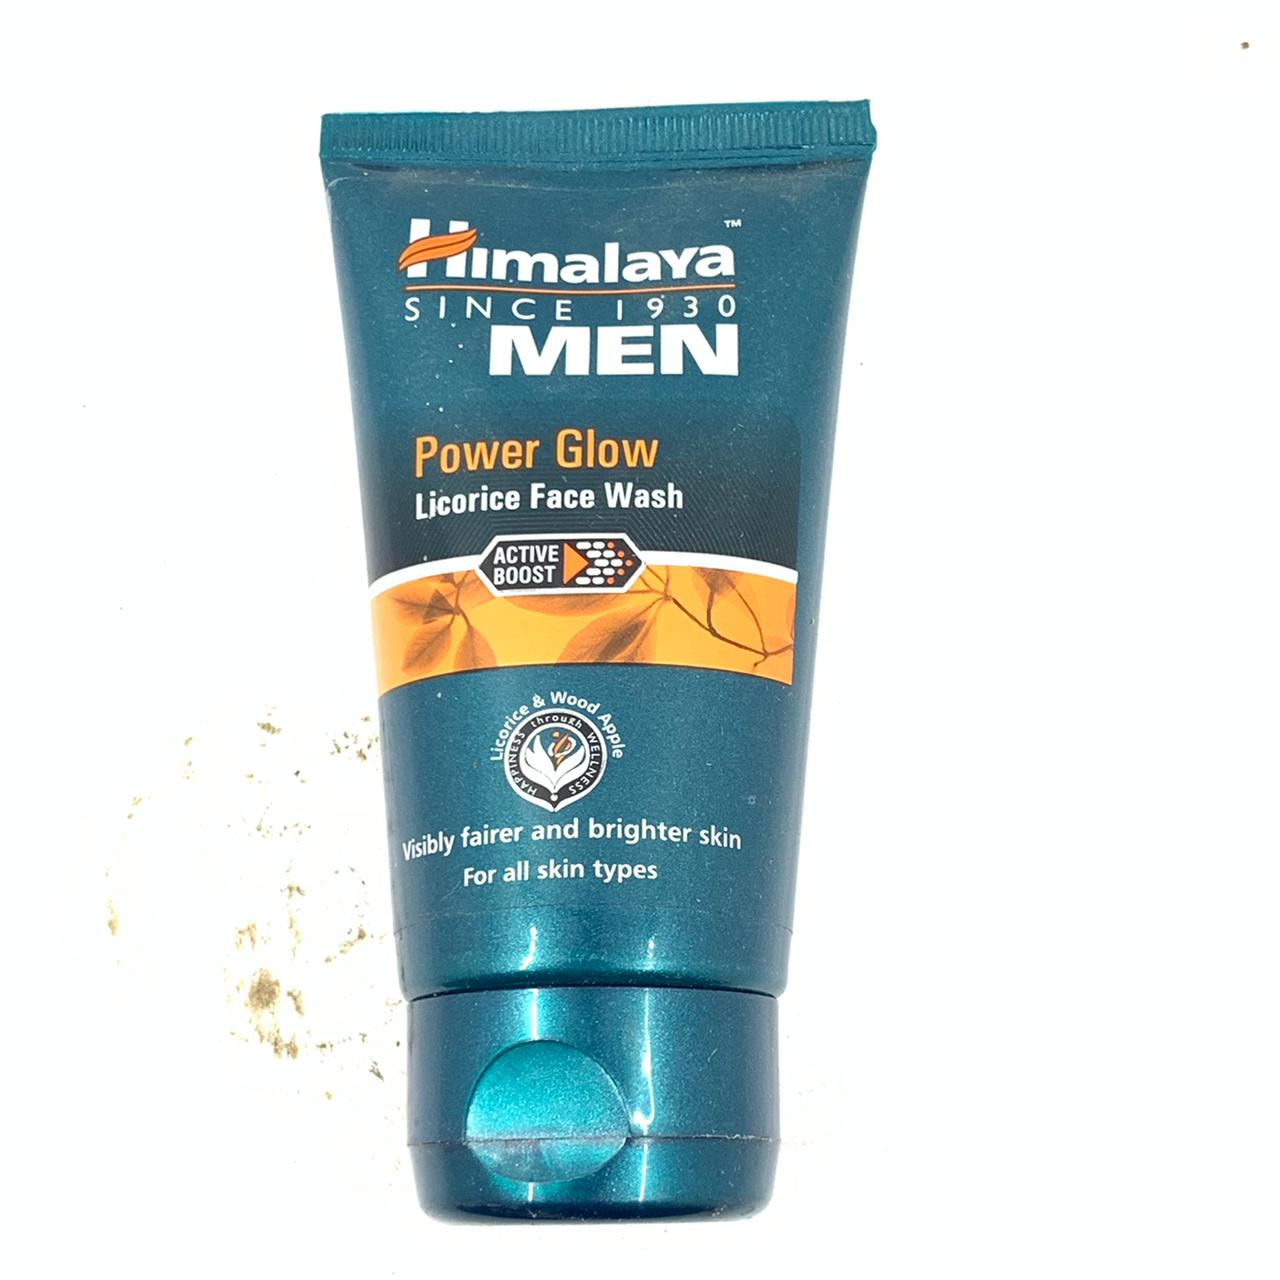 Himalaya™
SINCE 1930
MEN
Power Glow
Licorice Face Wash
ACTIVE
BOOST
Licorice & Wood Apple
HAPPINESS through WELLNESS
Visibly fairer and brighter skin
For all skin types